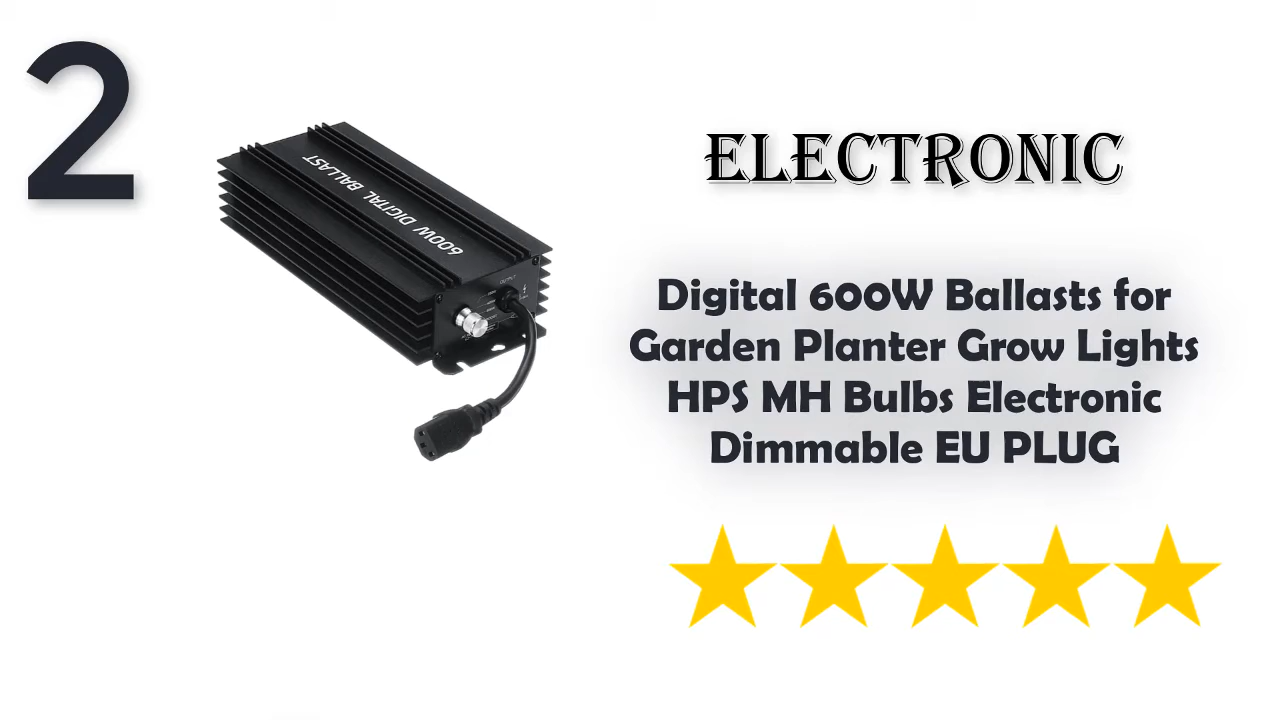 2
ELECTRONIC
Digital 600W Ballasts for
Garden Planter Grow Lights
HPS MH Bulbs Electronic
Dimmable EU PLUG
600W DIGITAL BALLAST
OUTPUT